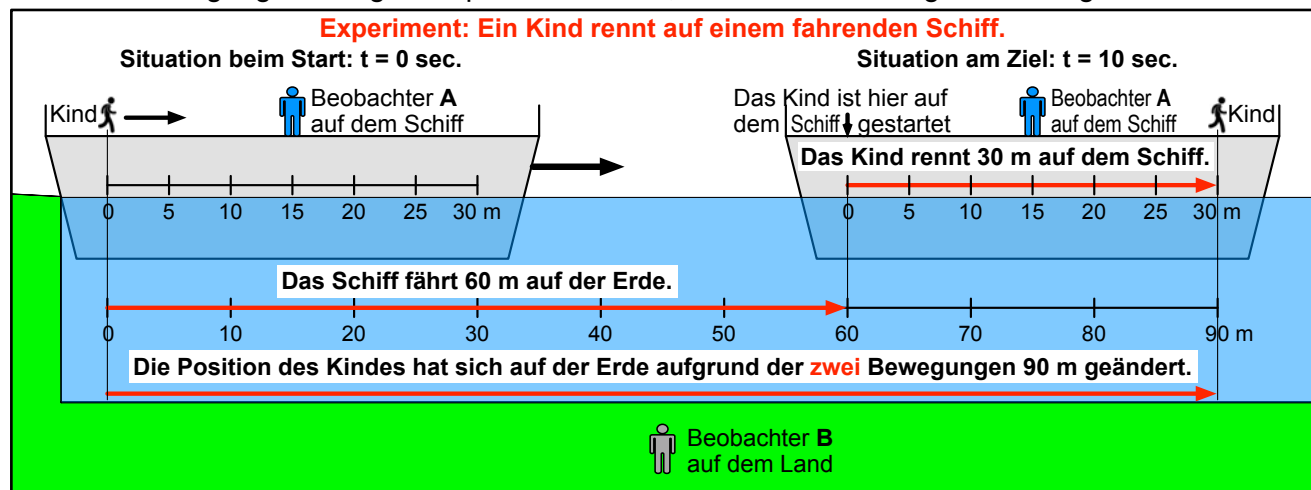 Experiment: Ein Kind rennt auf einem fahrenden Schiff.
Situation beim Start: t = 0 sec.
Situation am Ziel: t = 10 sec.
Kind
Beobachter A
auf dem Schiff
Das Kind ist hier auf
dem Schiff gestartet
Beobachter A
auf dem Schiff
Kind
Das Kind rennt 30 m auf dem Schiff.
0 5 10 15 20 25 30 m
0 5 10 15 20 25 30 m
Das Schiff fährt 60 m auf der Erde.
0 10 20 30 40 50 60 70 80 90 m
Die Position des Kindes hat sich auf der Erde aufgrund der zwei Bewegungen 90 m geändert.
Beobachter B
auf dem Land